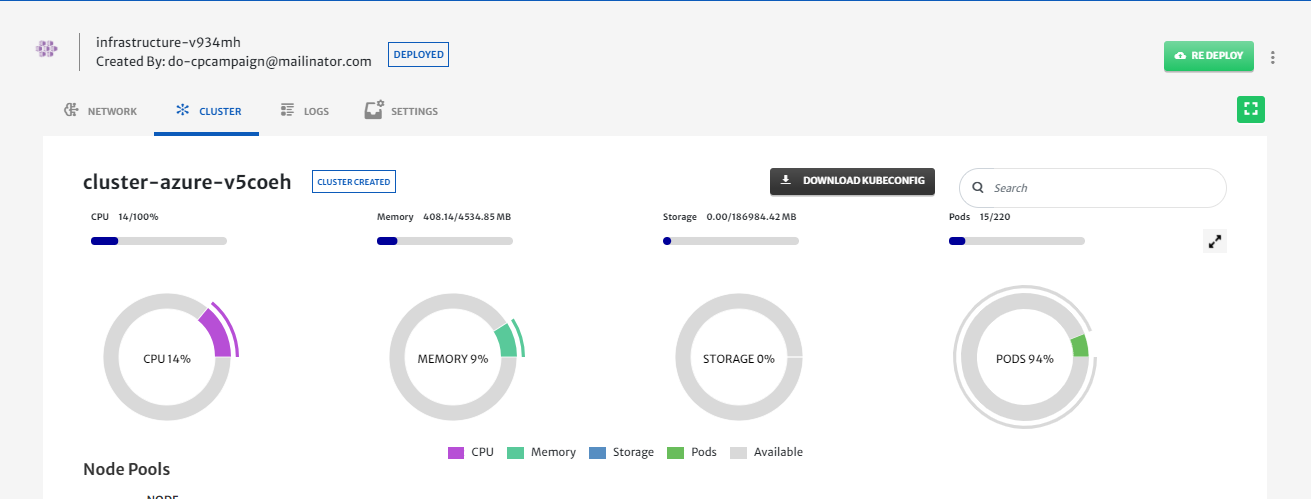 infrastructure-v934mh
Created By: do-cpcampaign@mailinator.com
DEPLOYED
RE DEPLOY
NETWORK
CLUSTER
LOGS
SETTINGS
cluster-azure-v5coeh
CLUSTER CREATED
DOWNLOAD KUBECONFIG
Search
CPU 14/100%
Memory 408.14/4534.85 MB
Storage 0.00/186984.42 MB
Pods 15/220
CPU 14%
MEMORY 9%
STORAGE 0%
PODS 94%
CPU
Memory
Storage
Pods
Available
Node Pools
NODE